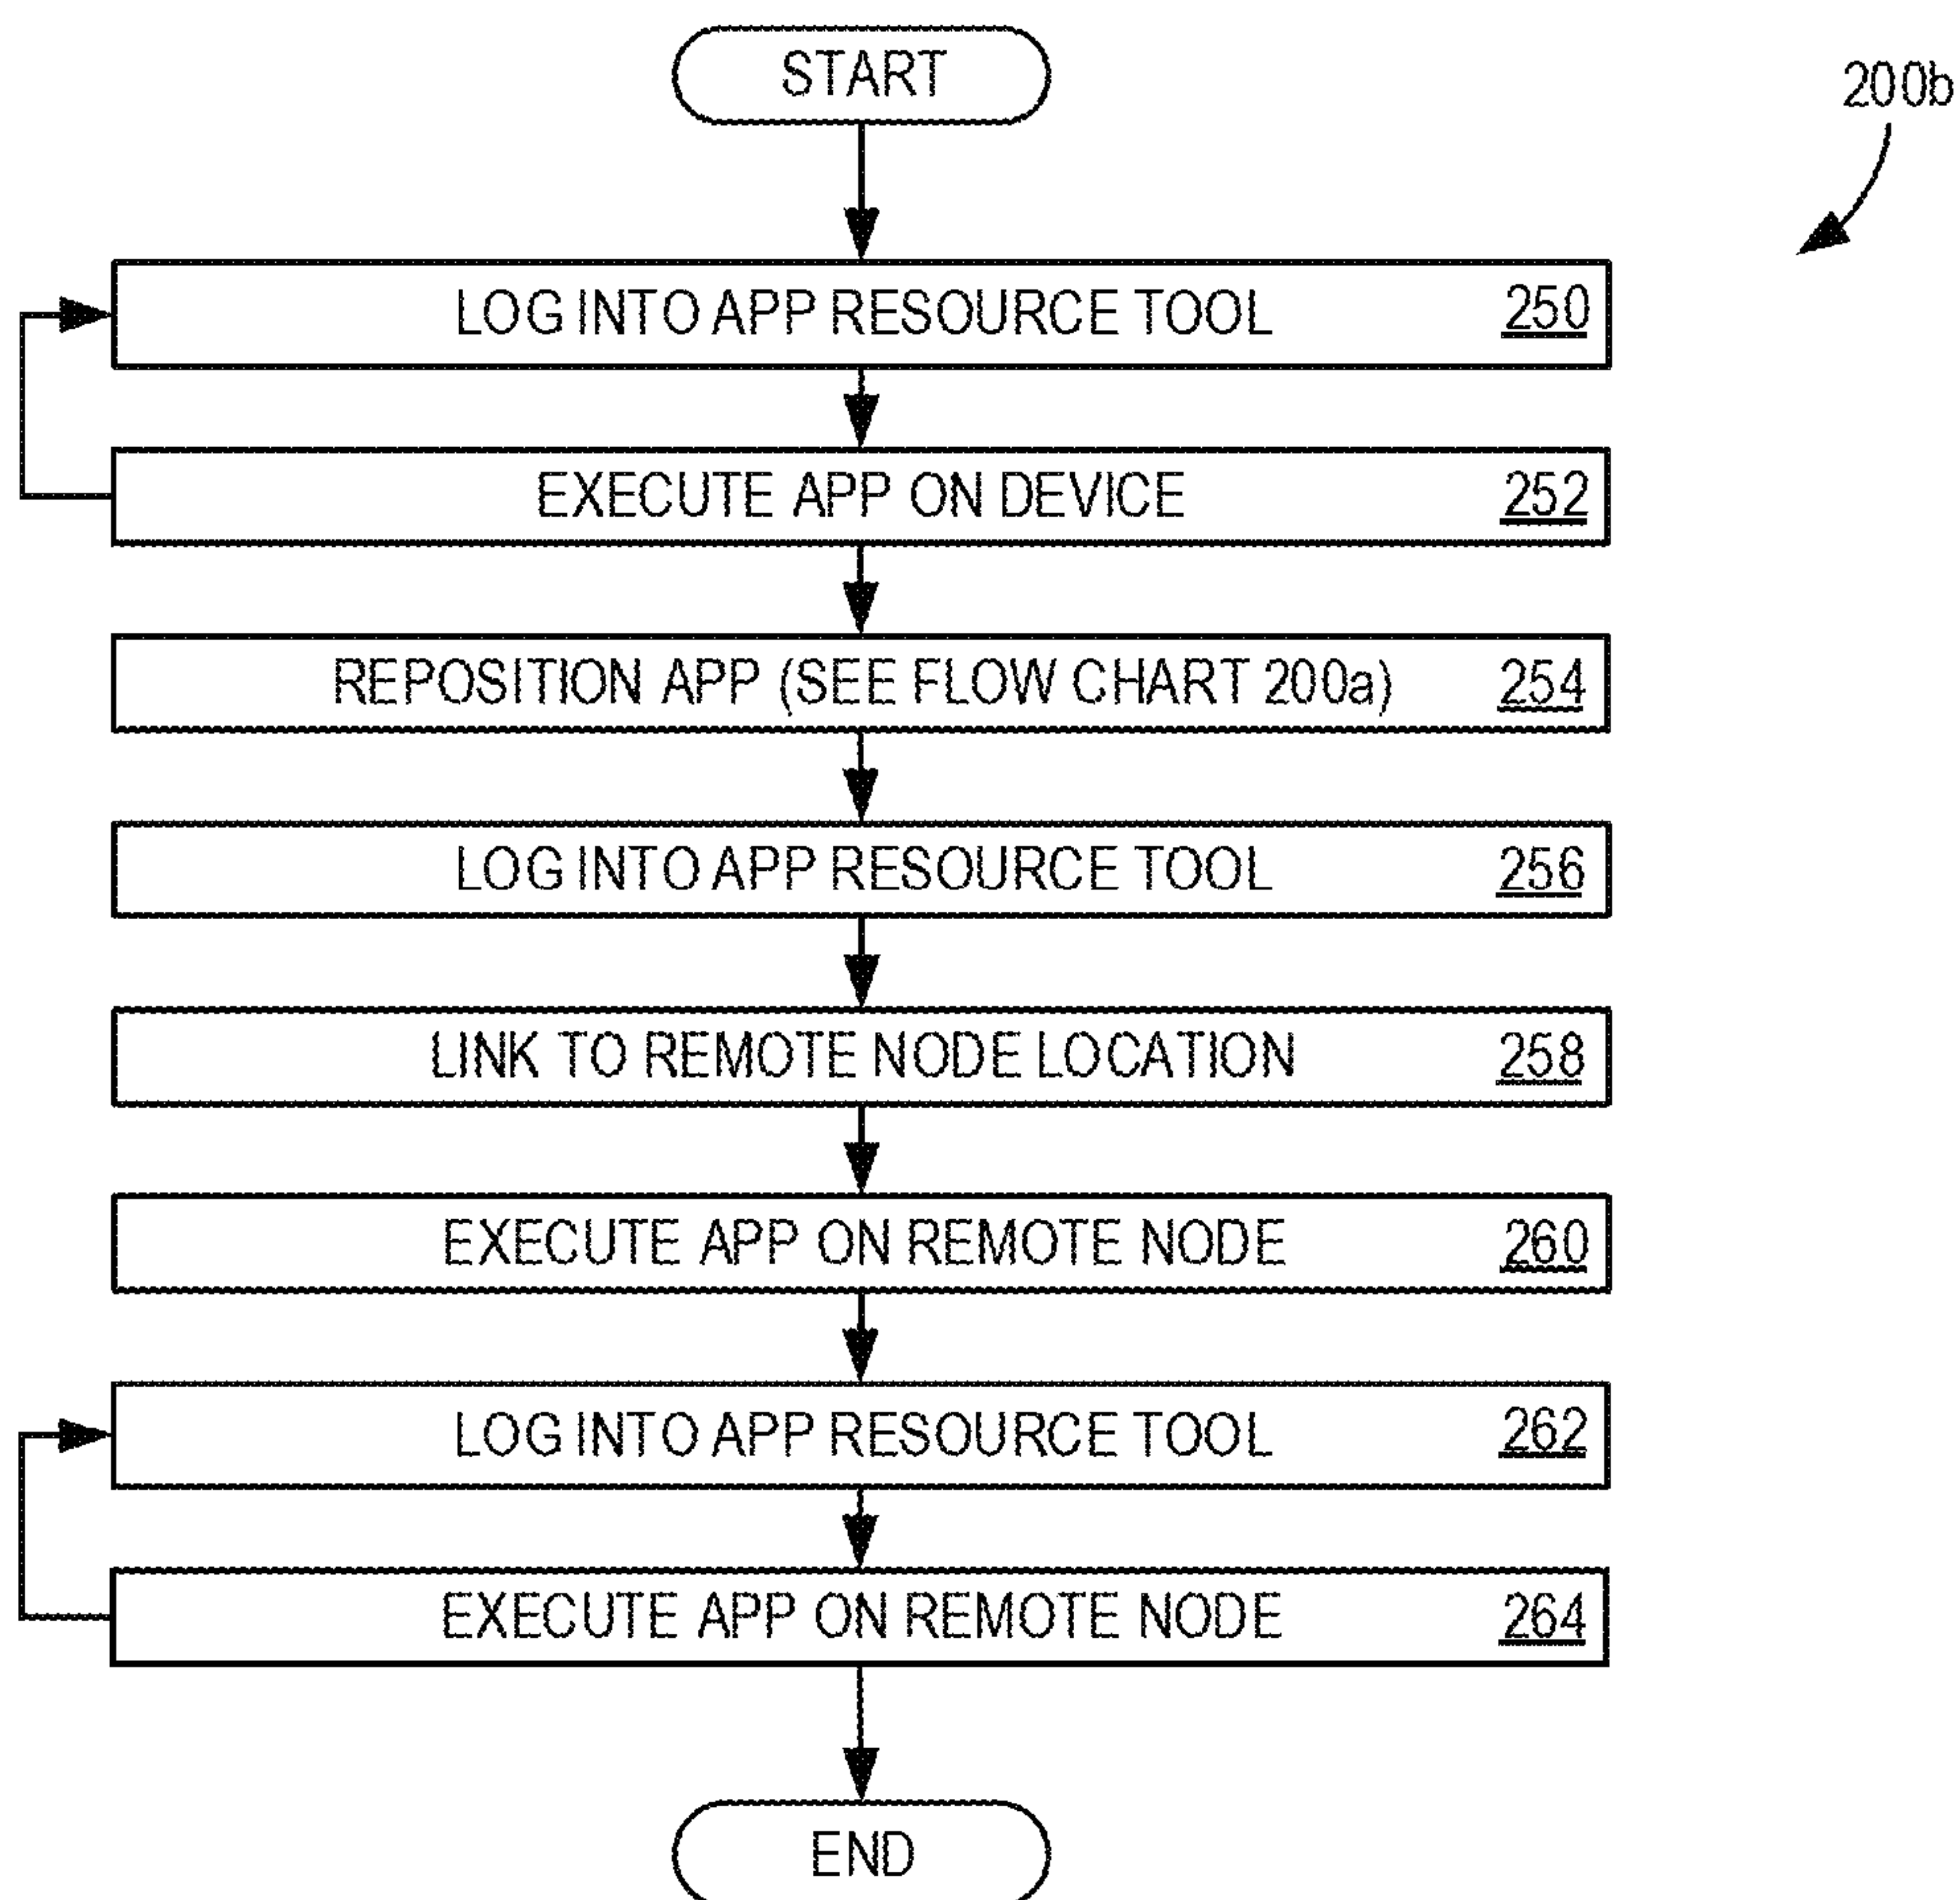 START
200b
LOG INTO APP RESOURCE TOOL 250
EXECUTE APP ON DEVICE 252
REPOSITION APP (SEE FLOW CHART 200a) 254
LOG INTO APP RESOURCE TOOL 256
LINK TO REMOTE NODE LOCATION 258
EXECUTE APP ON REMOTE NODE 260
LOG INTO APP RESOURCE TOOL 262
EXECUTE APP ON REMOTE NODE 264
END